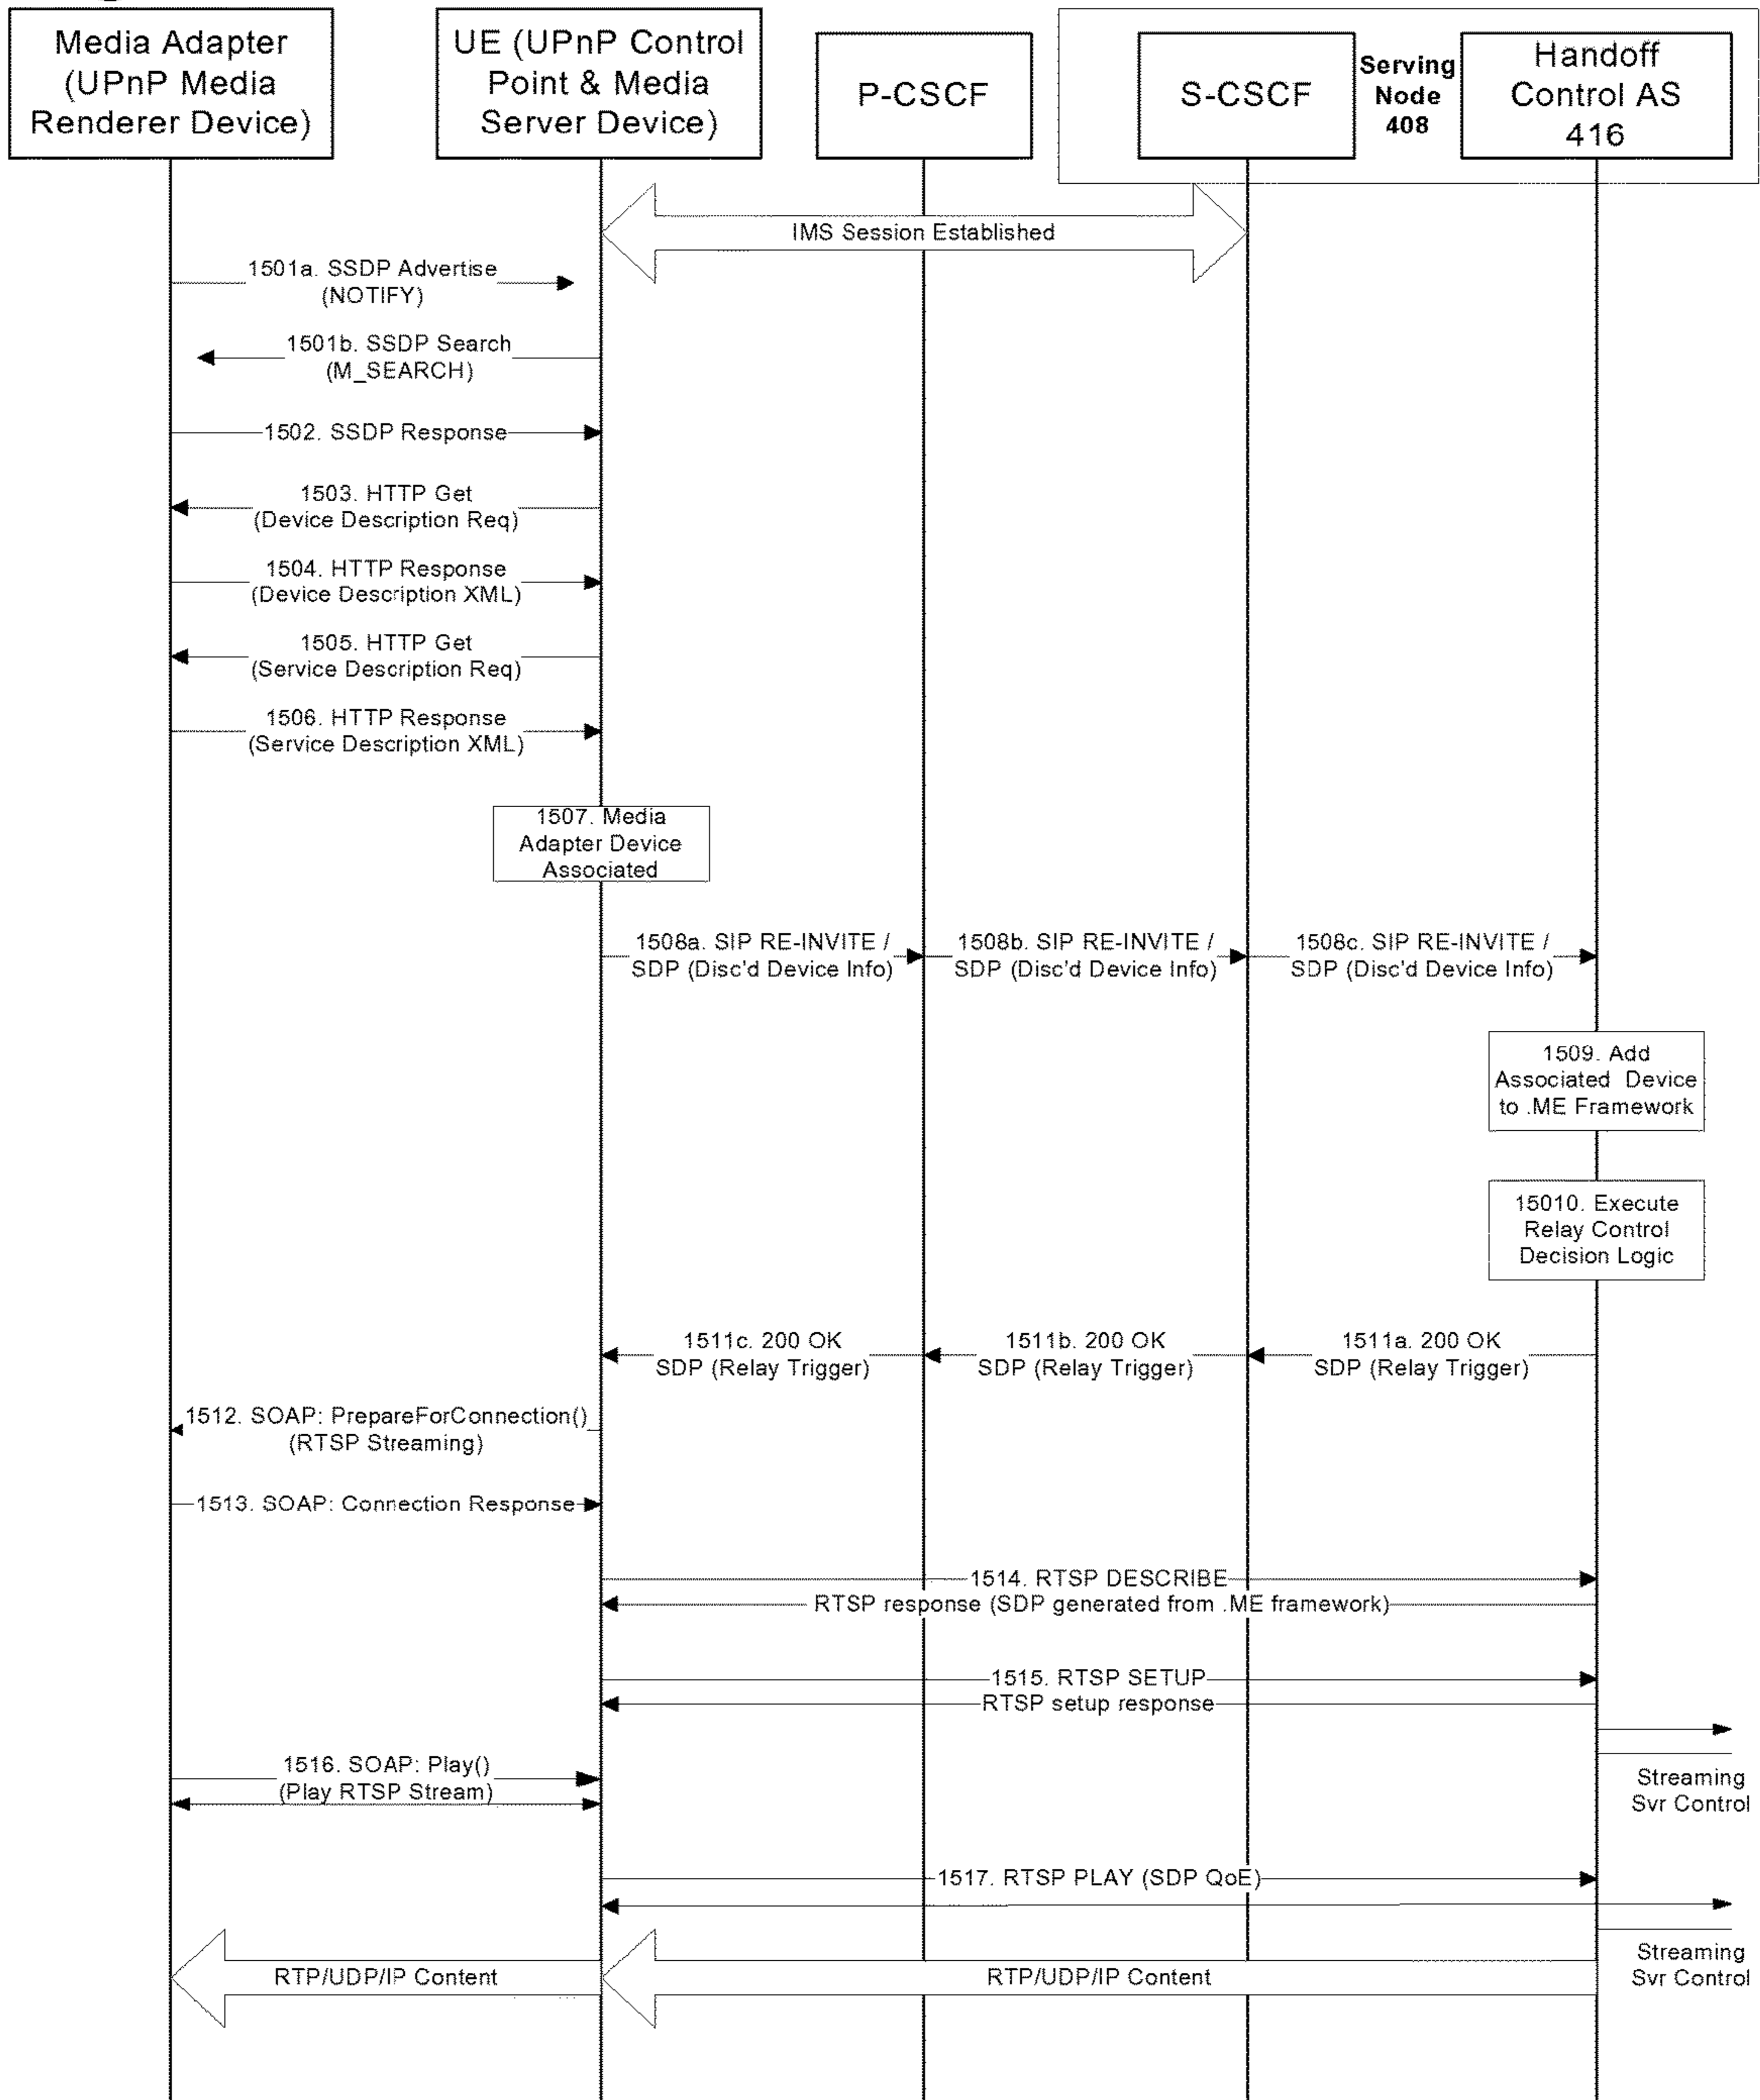 Media Adapter
(UPnP Media
Renderer Device)
UE (UPnP Control
Point & Media
Server Device)
P-CSCF
S-CSCF
Serving
Node
408
Handoff
Control AS
416
IMS Session Established
1501a. SSDP Advertise
(NOTIFY)
1501b. SSDP Search
(M_SEARCH)
1502. SSDP Response
1503. HTTP Get
(Device Description Req)
1504. HTTP Response
(Device Description XML)
1505. HTTP Get
(Service Description Req)
1506. HTTP Response
(Service Description XML)
1507. Media
Adapter Device
Associated
1508a. SIP RE-INVITE /
SDP (Disc'd Device Info)
1508b. SIP RE-INVITE /
SDP (Disc'd Device Info)
1508c. SIP RE-INVITE /
SDP (Disc'd Device Info)
1509. Add
Associated Device
to .ME Framework
15010. Execute
Relay Control
Decision Logic
1511c. 200 OK
SDP (Relay Trigger)
1511b. 200 OK
SDP (Relay Trigger)
1511a. 200 OK
SDP (Relay Trigger)
1512. SOAP: PrepareForConnection()
(RTSP Streaming)
1513. SOAP: Connection Response
1514. RTSP DESCRIBE
RTSP response (SDP generated from .ME framework)
1515. RTSP SETUP
RTSP setup response
1516. SOAP: Play()
(Play RTSP Stream)
Streaming
Svr Control
1517. RTSP PLAY (SDP QoE)
Streaming
Svr Control
RTP/UDP/IP Content
RTP/UDP/IP Content